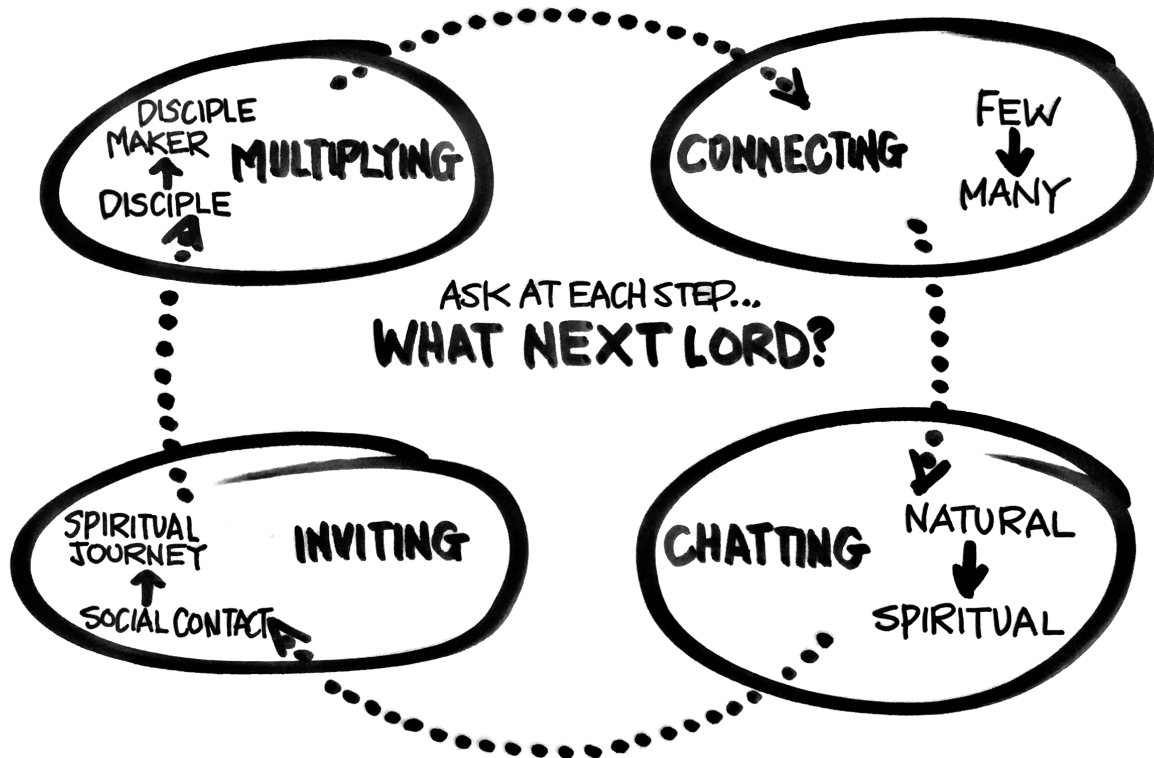 DISCIPLE
MAKER
DISCIPLE
MULTIPLYING
CONNECTING
FEW
MANY
ASK AT EACH STEP...
WHAT NEXT LORD?
SPIRITUAL
JOURNEY
SOCIAL CONTACT
INVITING
CHATTING
NATURAL
SPIRITUAL